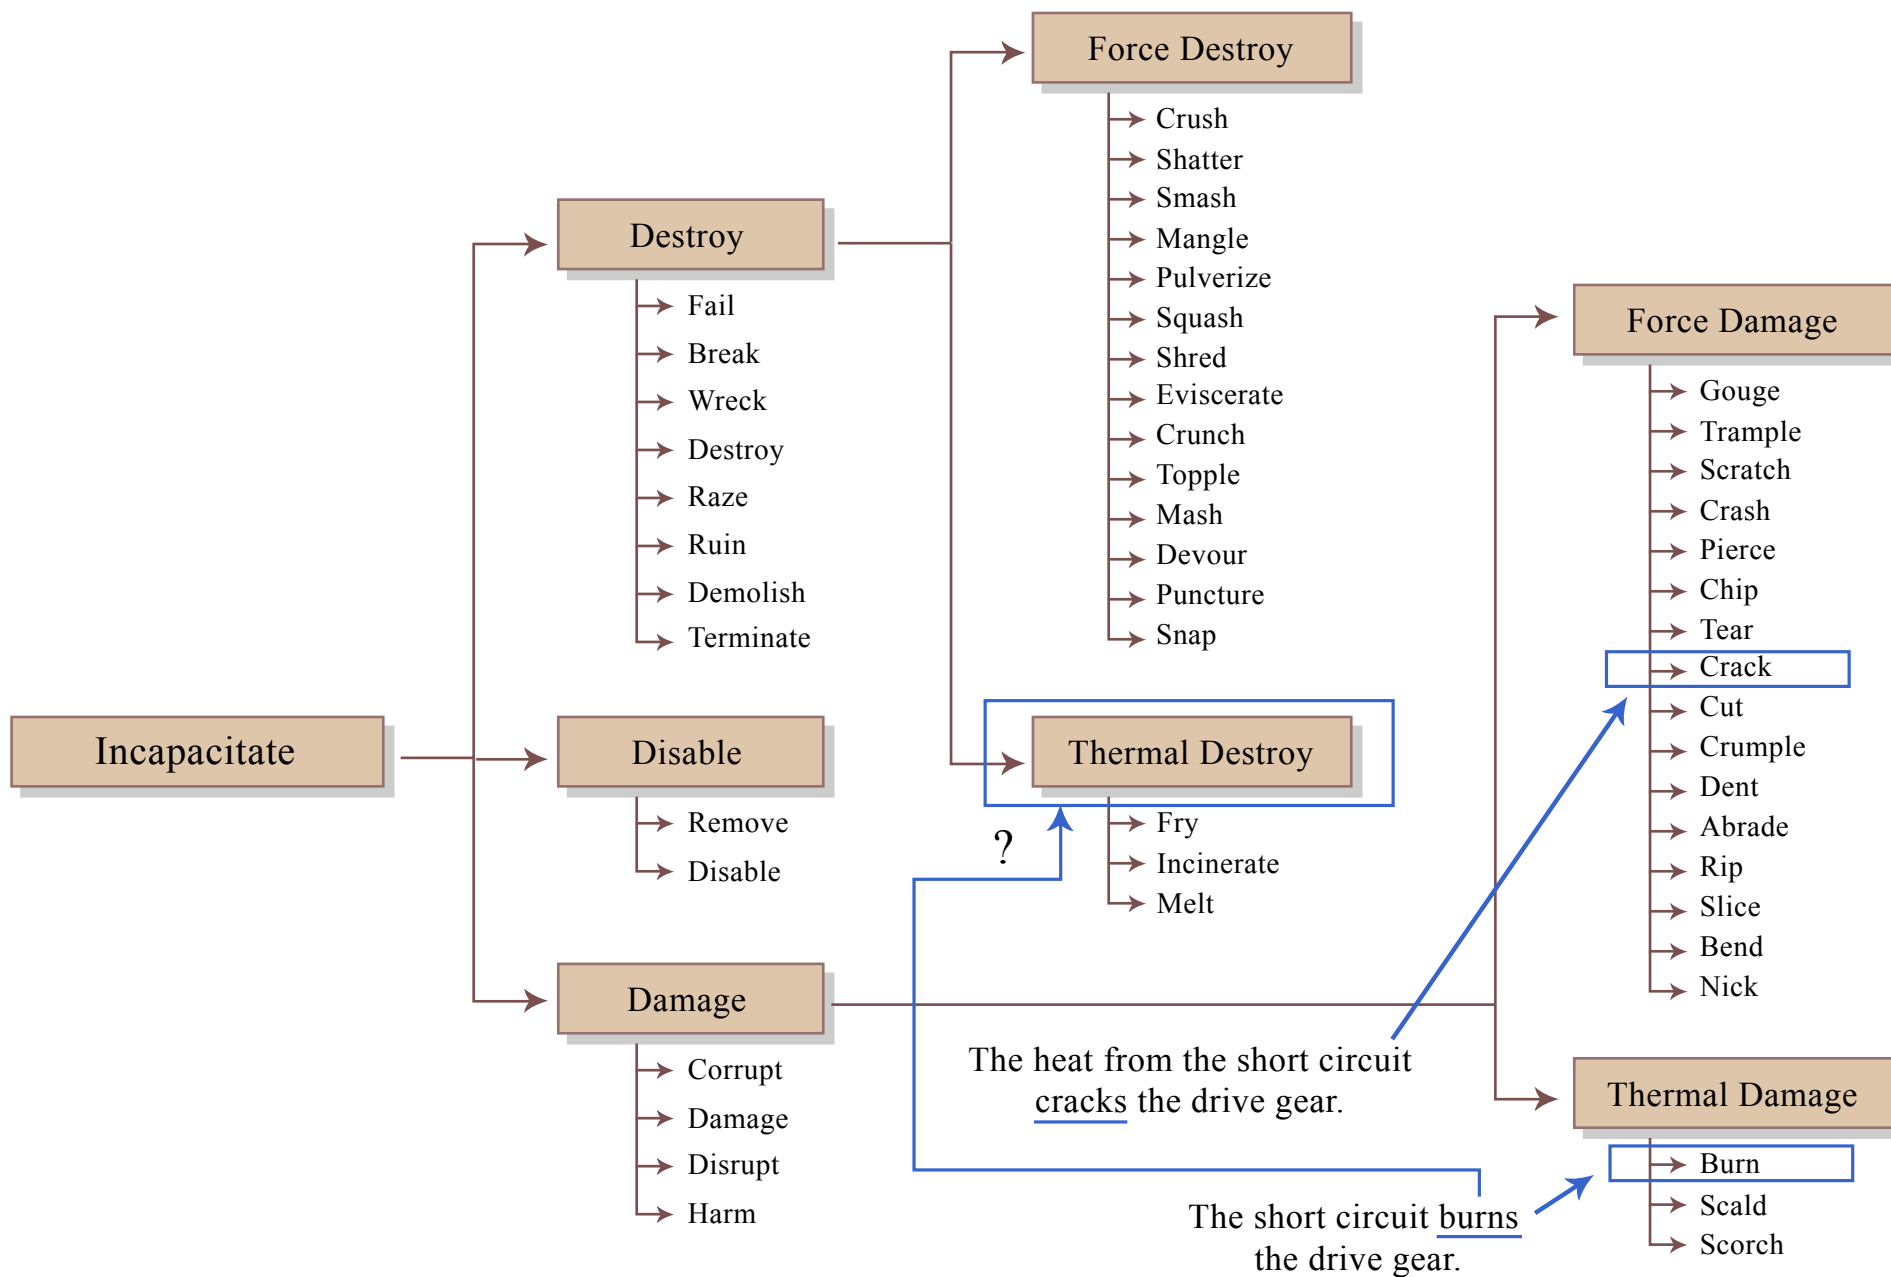 Force Destroy
Crush
Shatter
Smash
Mangle
Pulverize
Squash
Shred
Eviscerate
Crunch
Topple
Mash
Devour
Puncture
Snap
Destroy
Fail
Break
Wreck
Destroy
Raze
Ruin
Demolish
Terminate
Force Damage
Gouge
Trample
Scratch
Crash
Pierce
Chip
Tear
Crack
Cut
Crumple
Dent
Abrade
Rip
Slice
Bend
Nick
Incapacitate
Disable
Remove
Disable
Thermal Destroy
?
Fry
Incinerate
Melt
Damage
Corrupt
Damage
Disrupt
Harm
The heat from the short circuit
cracks the drive gear.
Thermal Damage
Burn
Scald
Scorch
The short circuit burns
the drive gear.